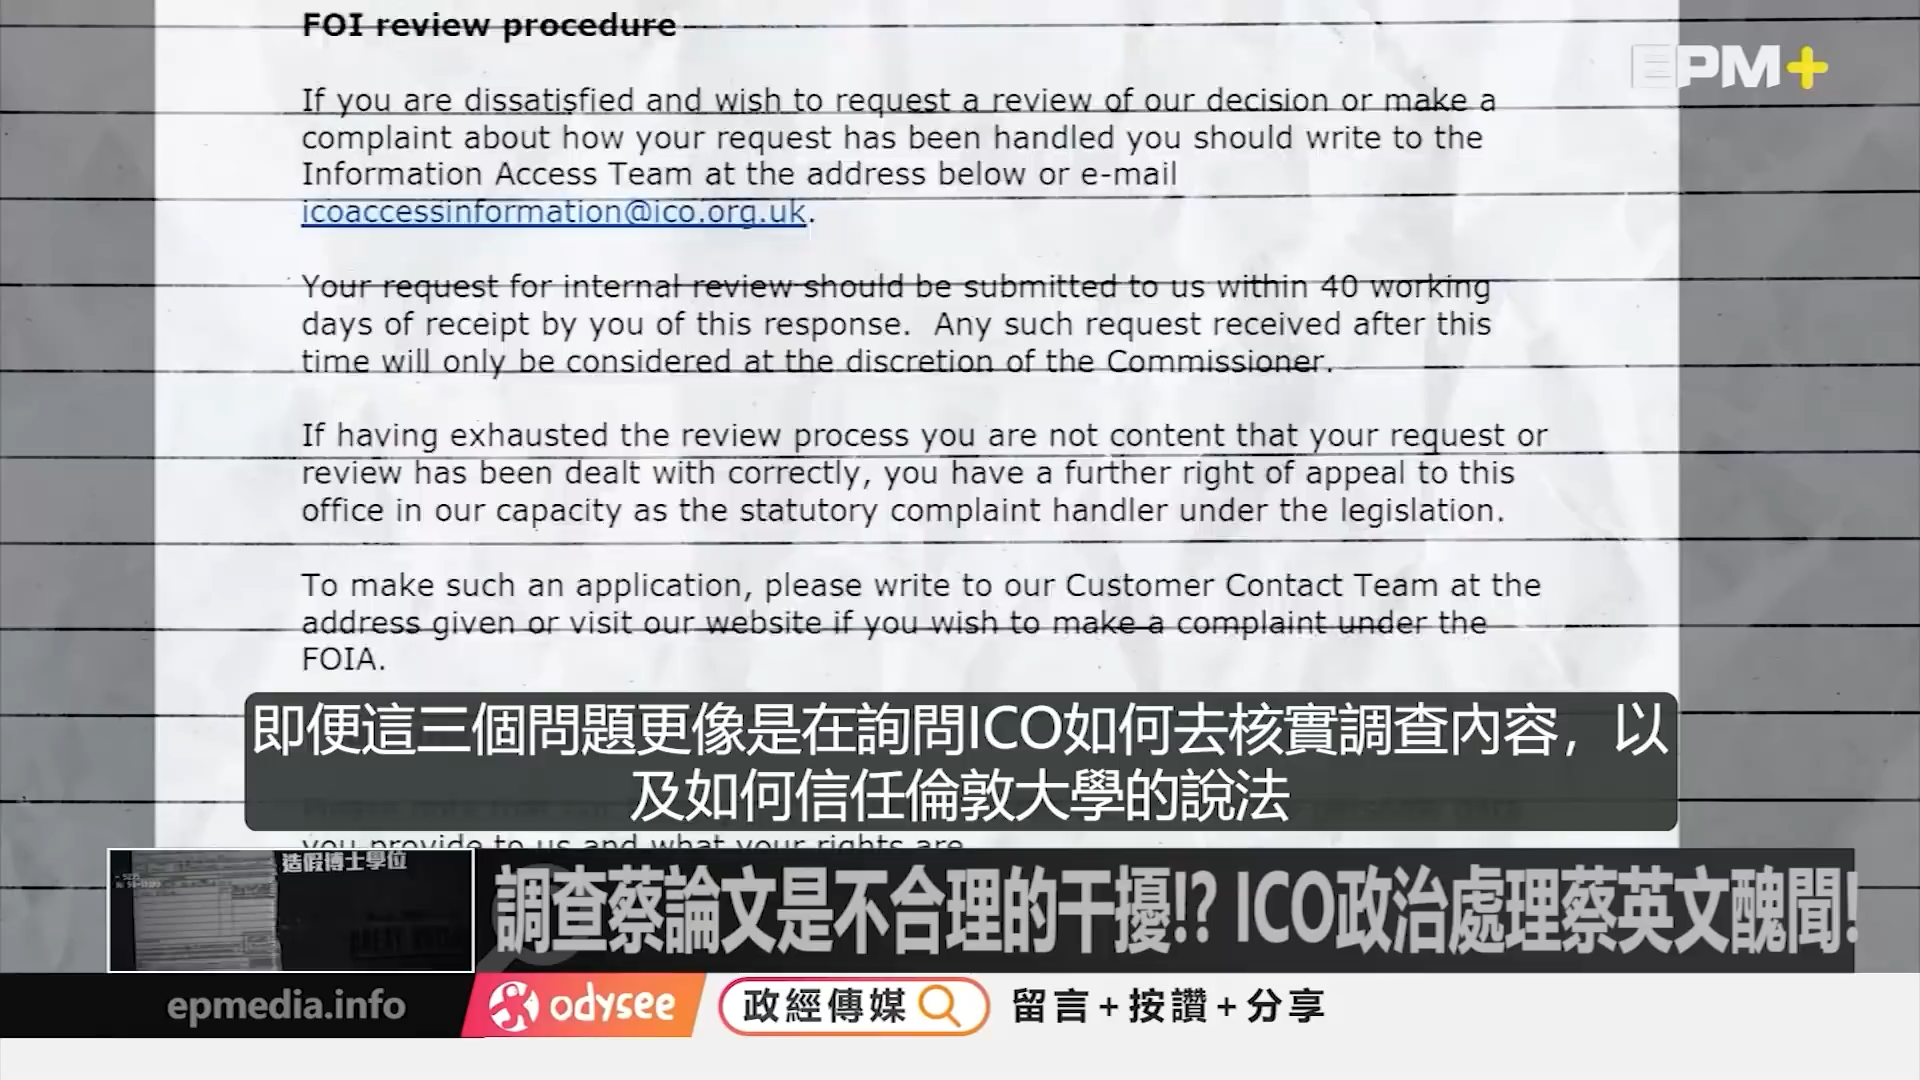 FOI review procedure
EPM+
If you are dissatisfied and wish to request a review of our decision or make a
complaint about how your request has been handled you should write to the
Information Access Team at the address below or e-mail
icoaccessinformation@ico.org.uk.
Your request for internal review should be submitted to us within 40 working
days of receipt by you of this response.  Any such request received after this
time will only be considered at the discretion of the Commissioner.
If having exhausted the review process you are not content that your request or
review has been dealt with correctly, you have a further right of appeal to this
office in our capacity as the statutory complaint handler under the legislation.
To make such an application, please write to our Customer Contact Team at the
address given or visit our website if you wish to make a complaint under the
FOIA.
即便這三個問題更像是在詢問ICO如何去核實調查內容，以
及如何信任倫敦大學的說法
you provide to us and what your rights are
造假博士學位
調查蔡論文是不合理的干擾!? ICO政治處理蔡英文醜聞!
epmedia.info
odysee
政經傳媒
留言+按讚+分享